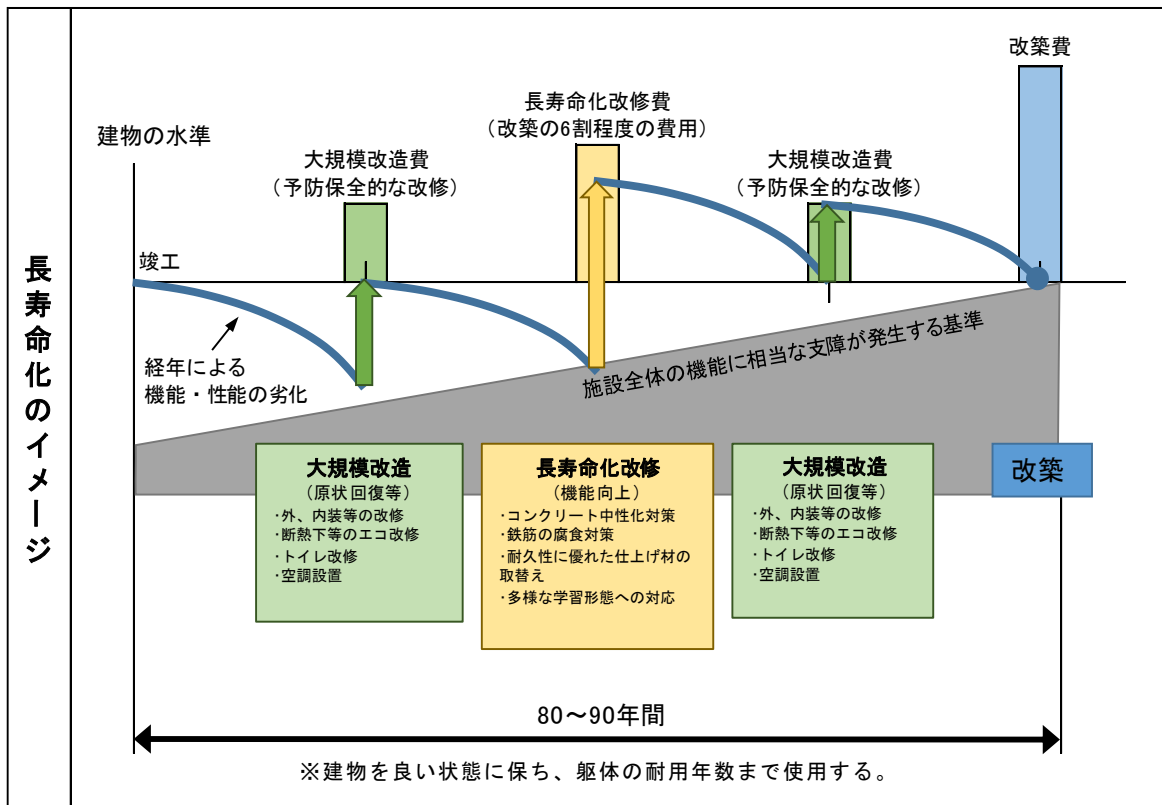 長寿命化のイメージ
改築費
長寿命化改修費
（改築の6割程度の費用）
建物の水準
大規模改造費
（予防保全的な改修）
大規模改造費
（予防保全的な改修）
竣工
経年による
機能・性能の劣化
施設全体の機能に相当な支障が発生する基準
大規模改造
（原状回復等）
・外、内装等の改修
・断熱下等のエコ改修
・トイレ改修
・空調設置
長寿命化改修
（機能向上）
・コンクリート中性化対策
・鉄筋の腐食対策
・耐久性に優れた仕上げ材の
取替え
・多様な学習形態への対応
大規模改造
（原状回復等）
・外、内装等の改修
・断熱下等のエコ改修
・トイレ改修
・空調設置
改築
80～90年間
※建物を良い状態に保ち、躯体の耐用年数まで使用する。